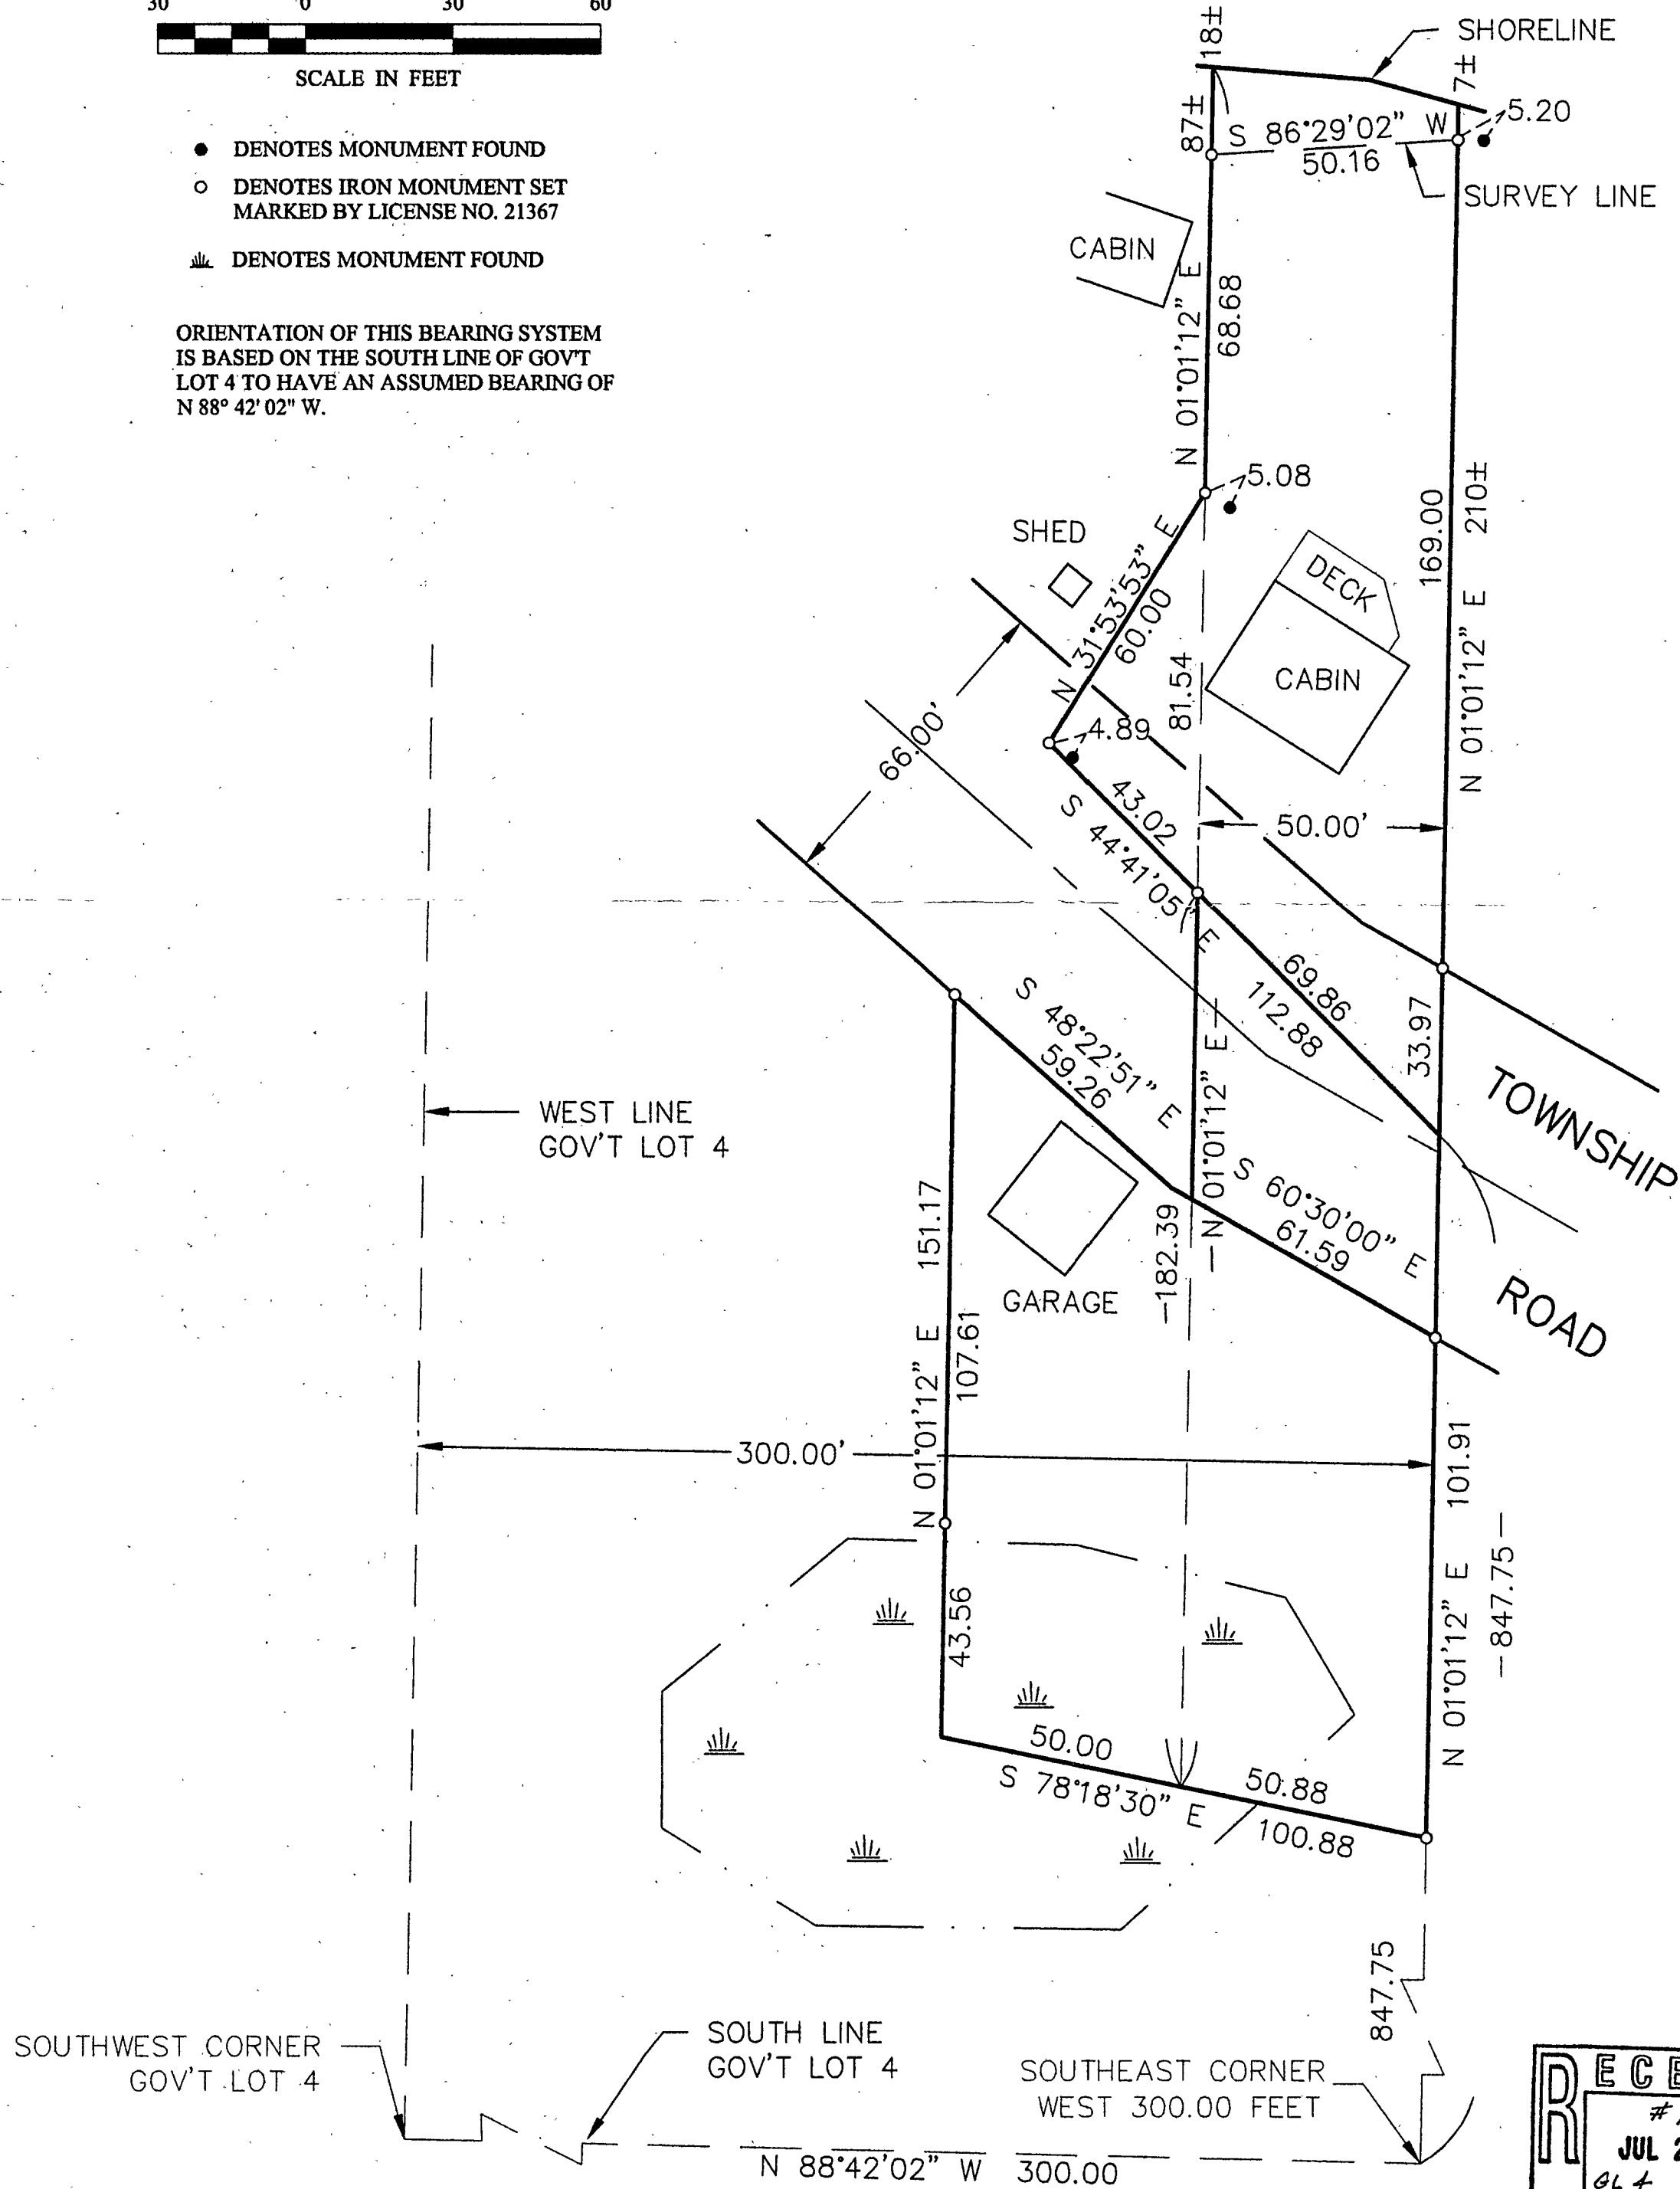 30 0 30 60
SCALE IN FEET
DENOTES MONUMENT FOUND
DENOTES IRON MONUMENT SET
MARKED BY LICENSE NO. 21367
DENOTES MONUMENT FOUND
ORIENTATION OF THIS BEARING SYSTEM
IS BASED ON THE SOUTH LINE OF GOV'T
LOT 4 TO HAVE AN ASSUMED BEARING OF
N 88° 42' 02" W.
18±
SHORELINE
7±
5.20
87±
S 86°29'02" W
50.16
SURVEY LINE
CABIN
N 01°01'12" E
68.68
5.08
SHED
N 31°53'53" E
60.00
DECK
CABIN
169.00
N 01°01'12" E 210±
81.54
4.89
66.00'
43.02
S 44°41'05" E
50.00'
69.86
112.88
33.97
S 48°22'51" E
59.26
N 01°01'12" E
TOWNSHIP
ROAD
WEST LINE
GOV'T LOT 4
S 60°30'00" E
61.59
-182.39
GARAGE
N 01°01'12" E 151.17
107.61
300.00'
N 01°01'12" E 101.91
-847.75-
43.56
50.00
S 78°18'30" E
50.88
100.88
847.75
SOUTHWEST CORNER
GOV'T LOT 4
SOUTH LINE
GOV'T LOT 4
SOUTHEAST CORNER
WEST 300.00 FEET
N 88°42'02" W 300.00
RECE
#
JUL 2
GL 4